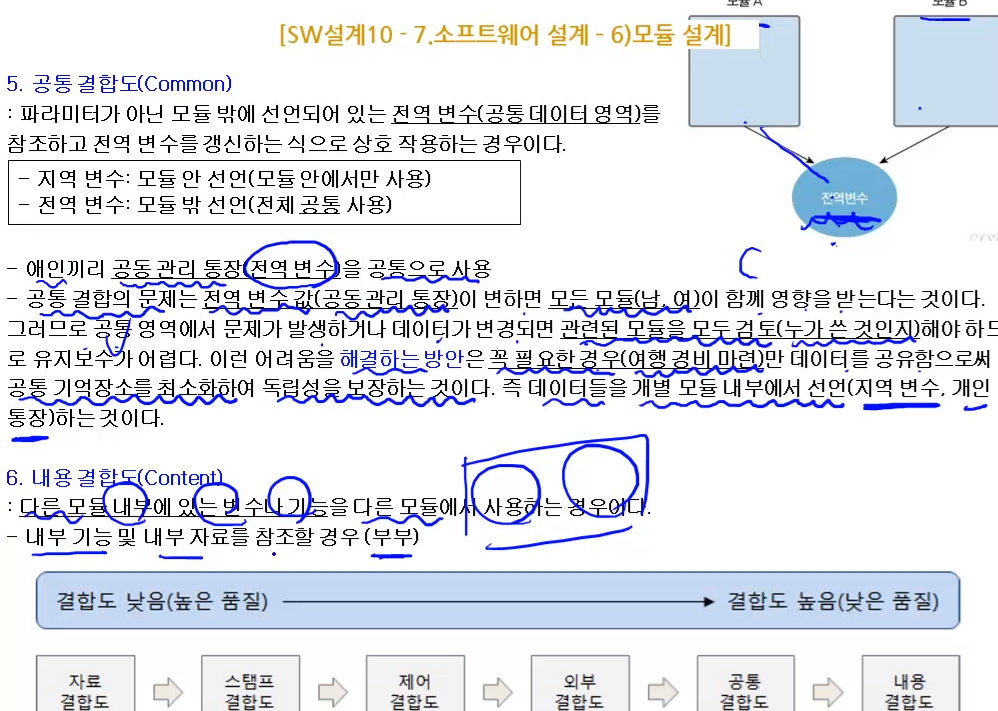 모듈 A
모듈 B
[SW설계10 - 7.소프트웨어 설계 - 6)모듈 설계]
5. 공통 결합도(Common)
: 파라미터가 아닌 모듈 밖에 선언되어 있는 전역 변수(공통 데이터 영역)를
참조하고 전역 변수를 갱신하는 식으로 상호 작용하는 경우이다.
- 지역 변수: 모듈 안 선언(모듈 안에서만 사용)
- 전역 변수: 모듈 밖 선언(전체 공통 사용)
전역변수
- 애인끼리 공동 관리 통장(전역 변수)을 공통으로 사용
- 공통 결합의 문제는 전역 변수 값(공동 관리 통장)이 변하면 모든 모듈(남, 여)이 함께 영향을 받는다는 것이다.
그러므로 공통 영역에서 문제가 발생하거나 데이터가 변경되면 관련된 모듈을 모두 검토(누가 쓴 것인지)해야 하므
로 유지보수가 어렵다. 이런 어려움을 해결하는 방안은 꼭 필요한 경우(여행 경비 마련)만 데이터를 공유함으로써
공통 기억장소를 최소화하여 독립성을 보장하는 것이다. 즉 데이터들을 개별 모듈 내부에서 선언(지역 변수, 개인
통장)하는 것이다.
6. 내용 결합도(Content)
: 다른 모듈 내부에 있는 변수나 기능을 다른 모듈에서 사용하는 경우이다.
- 내부 기능 및 내부 자료를 참조할 경우 (부부)
결합도 낮음(높은 품질) 결합도 높음(낮은 품질)
자료 스탬프 제어 외부 공통 내용
결합도 결합도 결합도 결합도 결합도 결합도